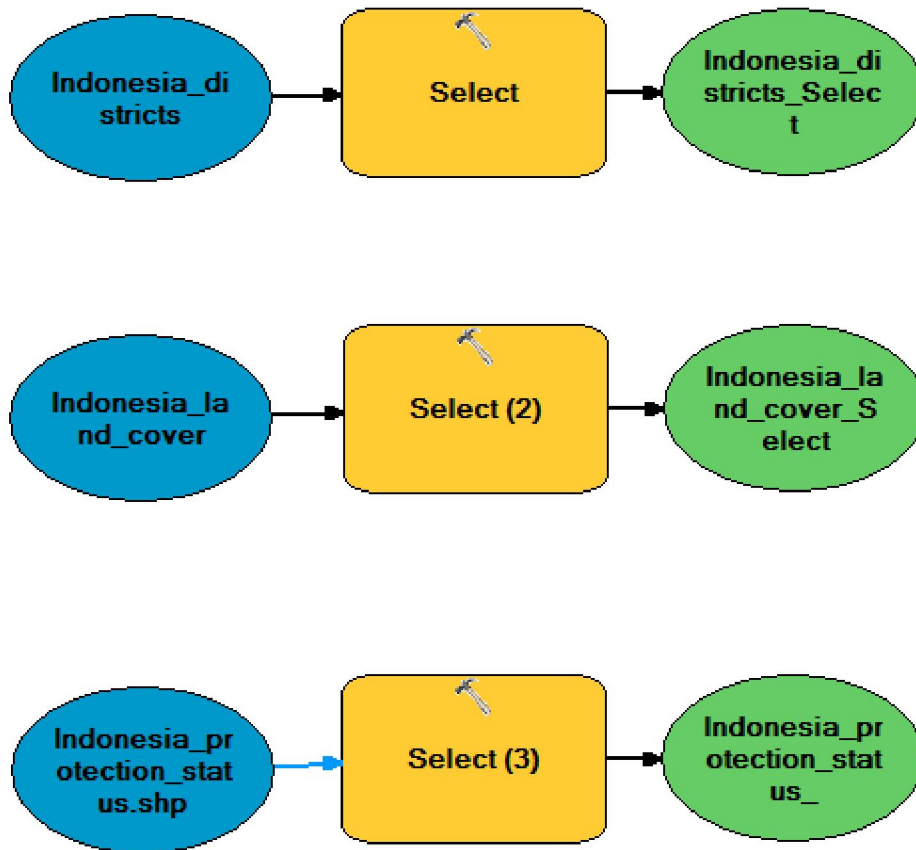 Indonesia_di
stricts
Select
Indonesia_di
stricts_Selec
t
Indonesia_la
nd_cover
Select (2)
Indonesia_la
nd_cover_S
elect
Indonesia_pr
otection_stat
us.shp
Select (3)
Indonesia_pr
otection_stat
us_